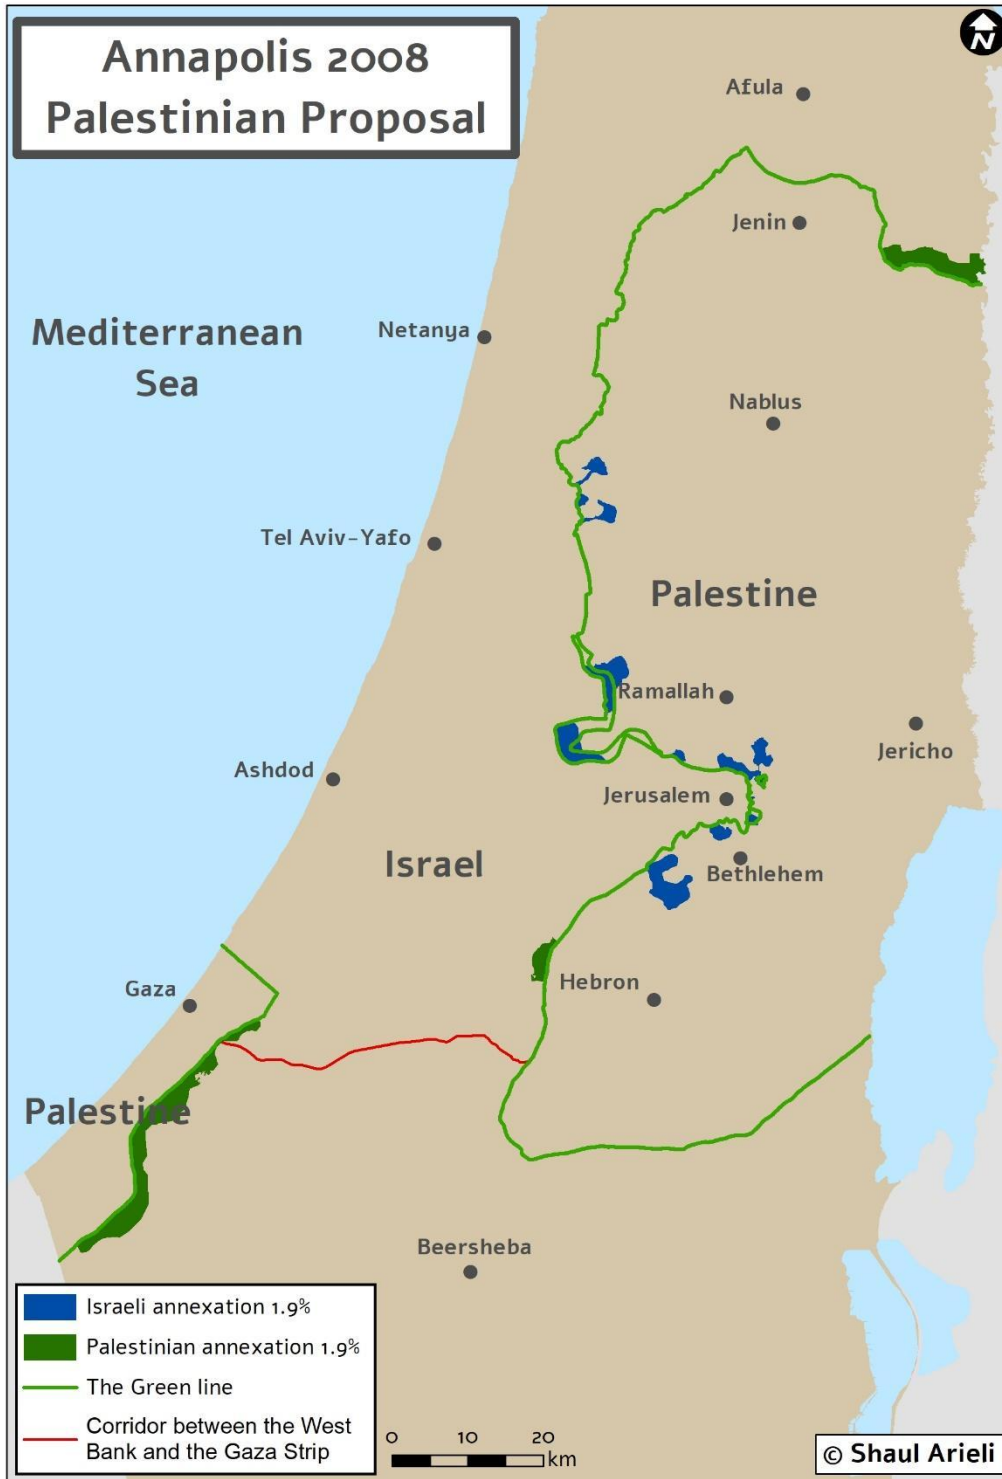 Annapolis 2008
Palestinian Proposal
N
Afula
Jenin
Mediterranean
Sea
Netanya
Nablus
Tel Aviv-Yafo
Palestine
Ramallah
Jericho
Ashdod
Jerusalem
Israel
Bethlehem
Gaza
Hebron
Palestine
Beersheba
Israeli annexation 1.9%
Palestinian annexation 1.9%
The Green line
Corridor between the West
Bank and the Gaza Strip
0 10 20
km
© Shaul Arieli